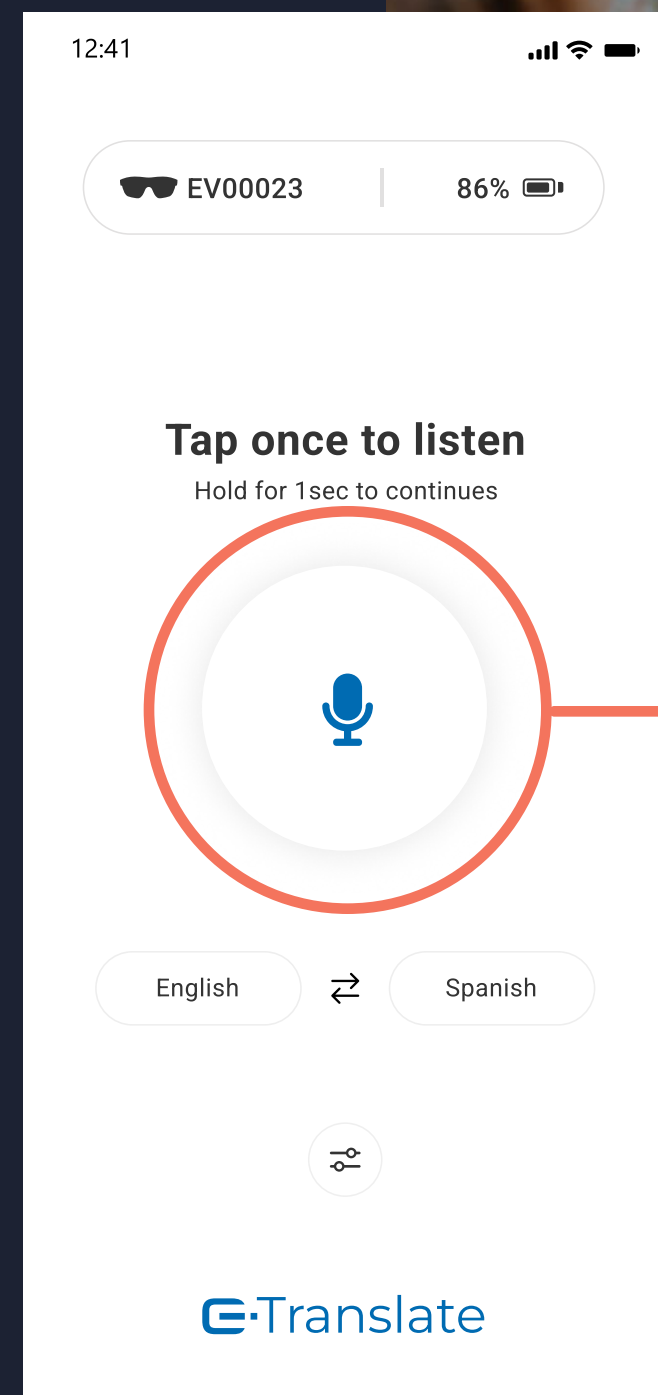 12:41
EV00023 86%
Tap once to listen
Hold for 1sec to continues
English Spanish
e·Translate